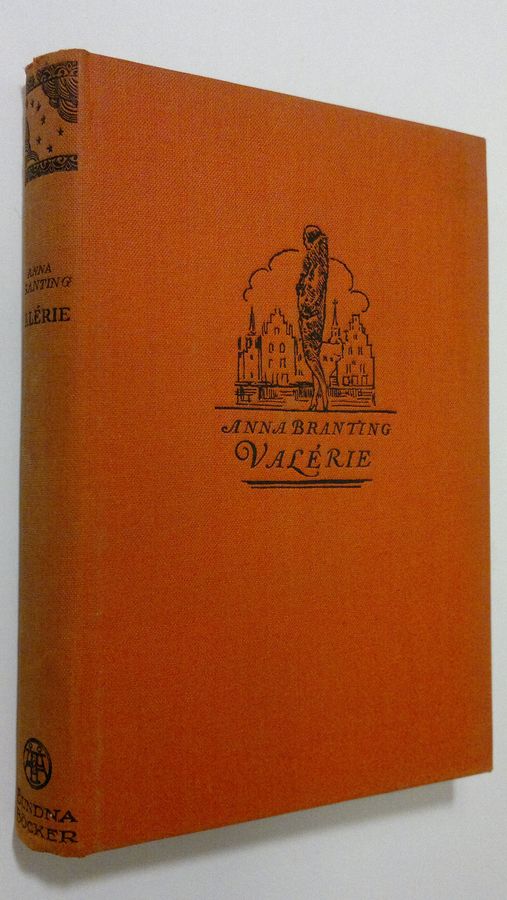 ANNA BRANTING
VALÉRIE
ANNA
BRANTING
VALÉRIE
BUNDNA
BÖCKER